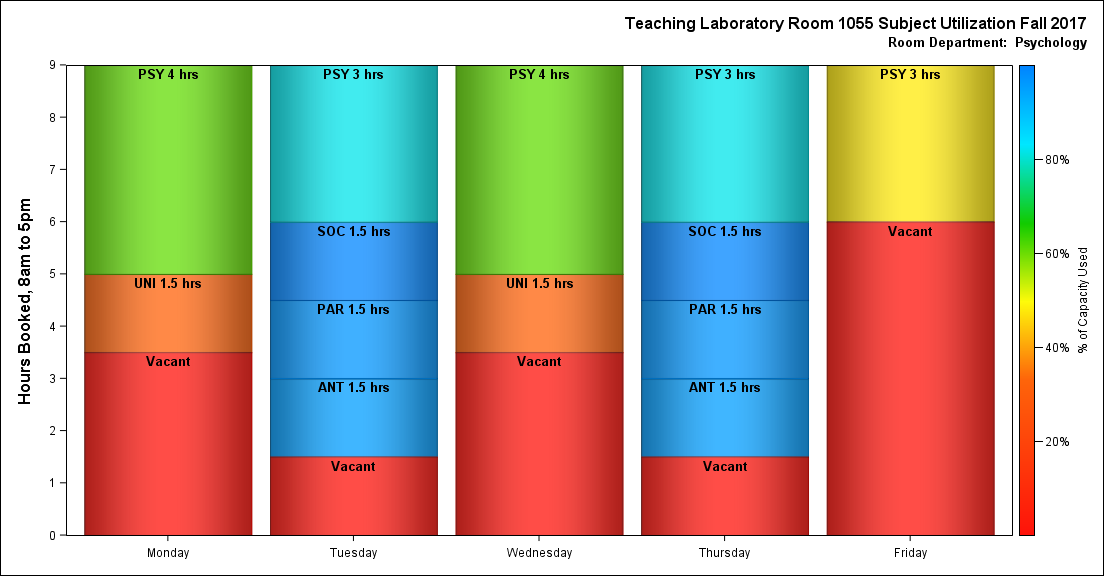 Teaching Laboratory Room 1055 Subject Utilization Fall 2017
Room Department: Psychology
Hours Booked, 8am to 5pm
9
8
7
6
5
4
3
2
1
0
PSY 4 hrs
UNI 1.5 hrs
Vacant
PSY 3 hrs
SOC 1.5 hrs
PAR 1.5 hrs
ANT 1.5 hrs
Vacant
PSY 4 hrs
UNI 1.5 hrs
Vacant
PSY 3 hrs
SOC 1.5 hrs
PAR 1.5 hrs
ANT 1.5 hrs
Vacant
PSY 3 hrs
Vacant
Monday
Tuesday
Wednesday
Thursday
Friday
80%
60%
40%
20%
% of Capacity Used